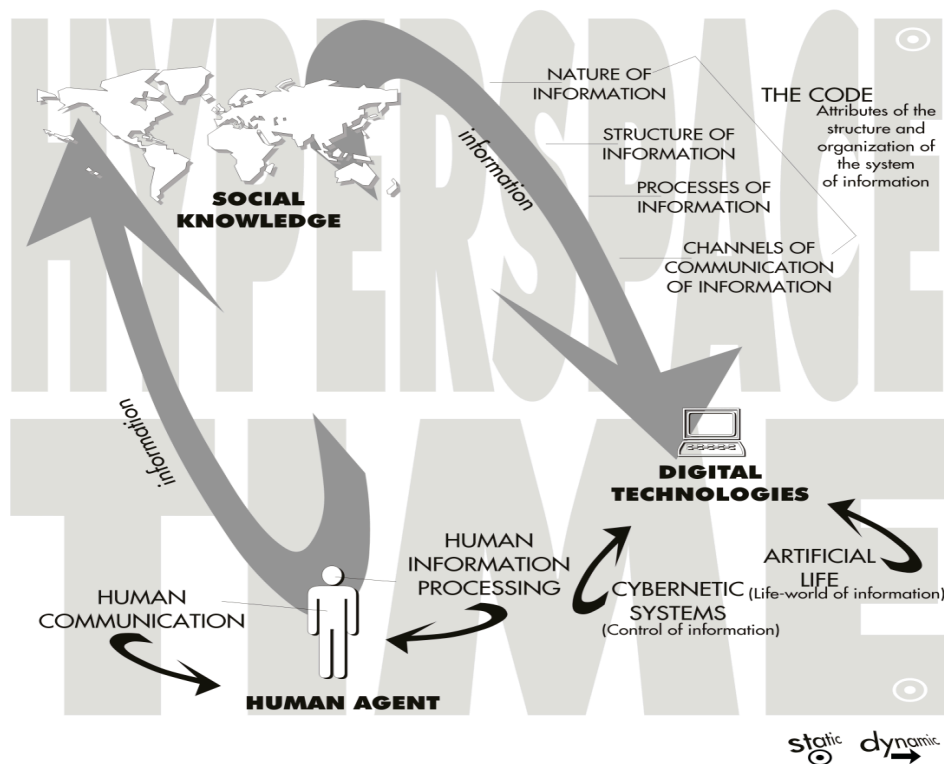 HYPERSPACE
NATURE OF
INFORMATION
THE CODE
Attributes of the
structure and
organization of
the system
of information
STRUCTURE OF
INFORMATION
PROCESSES OF
INFORMATION
CHANNELS OF
COMMUNICATION
OF INFORMATION
information
SOCIAL
KNOWLEDGE
information
TIME
DIGITAL
TECHNOLOGIES
HUMAN
INFORMATION
PROCESSING
HUMAN
COMMUNICATION
CYBERNETIC
SYSTEMS
(Control of information)
ARTIFICIAL
LIFE
(Life-world of information)
HUMAN AGENT
static dynamic